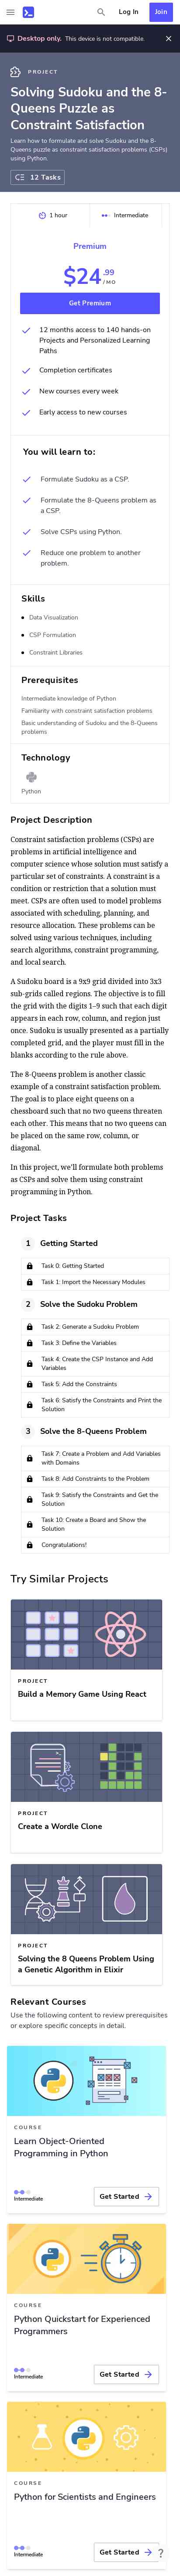 Log In
Join
Desktop only. This device is not compatible.
PROJECT
Solving Sudoku and the 8-
Queens Puzzle as
Constraint Satisfaction
Learn how to formulate and solve Sudoku and the 8-
Queens puzzle as constraint satisfaction problems (CSPs)
using Python.
12 Tasks
1 hour
Intermediate
Premium
$24.99
/MO
Get Premium
12 months access to 140 hands-on
Projects and Personalized Learning
Paths
Completion certificates
New courses every week
Early access to new courses
You will learn to:
Formulate Sudoku as a CSP.
Formulate the 8-Queens problem as
a CSP.
Solve CSPs using Python.
Reduce one problem to another
problem.
Skills
Data Visualization
CSP Formulation
Constraint Libraries
Prerequisites
Intermediate knowledge of Python
Familiarity with constraint satisfaction problems
Basic understanding of Sudoku and the 8-Queens
problems
Technology
Python
Project Description
Constraint satisfaction problems (CSPs) are
problems in artificial intelligence and
computer science whose solution must satisfy a
particular set of constraints. A constraint is a
condition or restriction that a solution must
meet. CSPs are often used to model problems
associated with scheduling, planning, and
resource allocation. These problems can be
solved using various techniques, including
search algorithms, constraint programming,
and local search.
A Sudoku board is a 9x9 grid divided into 3x3
sub-grids called regions. The objective is to fill
the grid with the digits 1–9 such that each digit
appears in each row, column, and region just
once. Sudoku is usually presented as a partially
completed grid, and the player must fill in the
blanks according to the rule above.
The 8-Queens problem is another classic
example of a constraint satisfaction problem.
The goal is to place eight queens on a
chessboard such that no two queens threaten
each other. This means that no two queens can
be placed on the same row, column, or
diagonal.
In this project, we'll formulate both problems
as CSPs and solve them using constraint
programming in Python.
Project Tasks
1 Getting Started
Task 0: Getting Started
Task 1: Import the Necessary Modules
2 Solve the Sudoku Problem
Task 2: Generate a Sudoku Problem
Task 3: Define the Variables
Task 4: Create the CSP Instance and Add
Variables
Task 5: Add the Constraints
Task 6: Satisfy the Constraints and Print the
Solution
3 Solve the 8-Queens Problem
Task 7: Create a Problem and Add Variables
with Domains
Task 8: Add Constraints to the Problem
Task 9: Satisfy the Constraints and Get the
Solution
Task 10: Create a Board and Show the
Solution
Congratulations!
Try Similar Projects
PROJECT
Build a Memory Game Using React
PROJECT
Create a Wordle Clone
PROJECT
Solving the 8 Queens Problem Using
a Genetic Algorithm in Elixir
Relevant Courses
Use the following content to review prerequisites
or explore specific concepts in detail.
COURSE
Learn Object-Oriented
Programming in Python
Intermediate
Get Started
COURSE
Python Quickstart for Experienced
Programmers
Intermediate
Get Started
COURSE
Python for Scientists and Engineers
Intermediate
Get Started
?